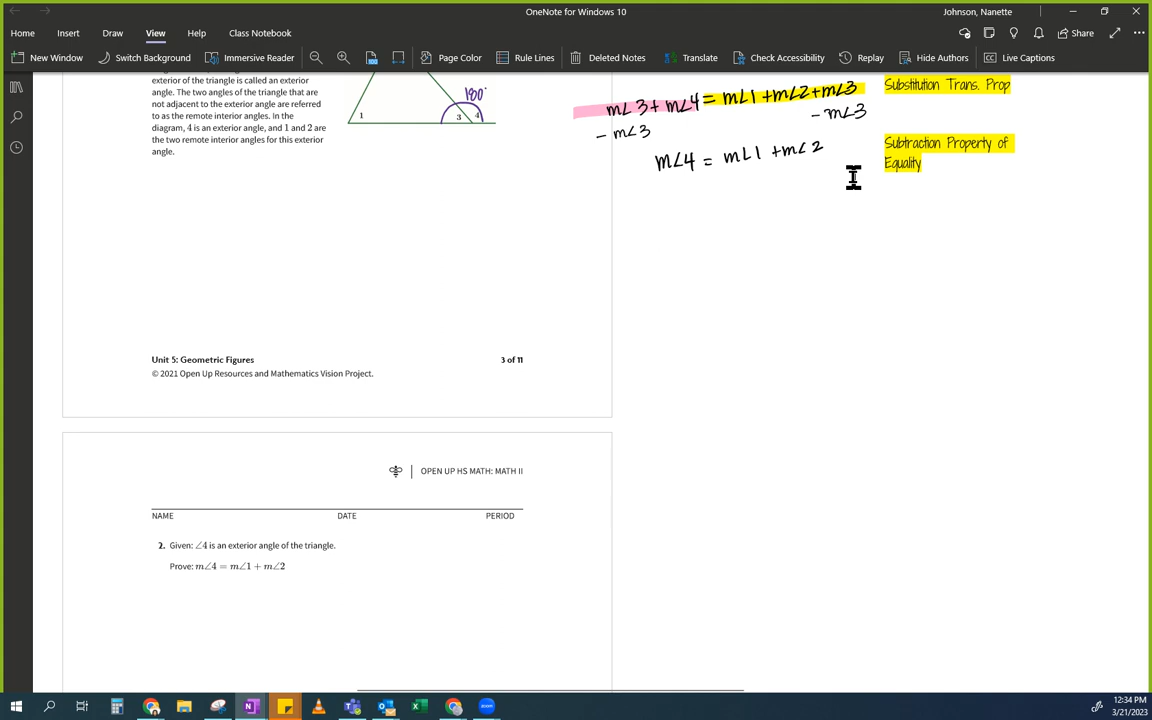 OneNote for Windows 10
Johnson, Nanette
Home Insert Draw View Help Class Notebook
Share
New Window Switch Background Immersive Reader Page Color Rule Lines Deleted Notes Translate Check Accessibility Replay Hide Authors Live Captions
exterior of the triangle is called an exterior
angle. The two angles of the triangle that are
not adjacent to the exterior angle are referred
to as the remote interior angles. In the
diagram, 4 is an exterior angle, and 1 and 2 are
the two remote interior angles for this exterior
angle.
180°
1 3 4
m∠3 + m∠4 = m∠1 + m∠2 + m∠3
- m∠3 - m∠3
m∠4 = m∠1 + m∠2
Substitution Trans. Prop
Subtraction Property of
Equality
Unit 5: Geometric Figures 3 of 11
© 2021 Open Up Resources and Mathematics Vision Project.
OPEN UP HS MATH: MATH II
NAME DATE PERIOD
2. Given: ∠4 is an exterior angle of the triangle.
Prove: m∠4 = m∠1 + m∠2
12:34 PM
3/21/2023